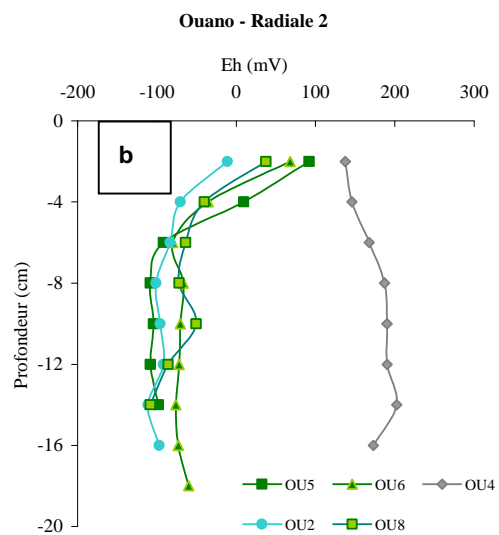 Ouano - Radiale 2
Eh (mV)
-200 -100 0 100 200 300
0
b
-4
-8
Profondeur (cm)
-12
-16
OU5 OU6 OU4
OU2 OU8
-20